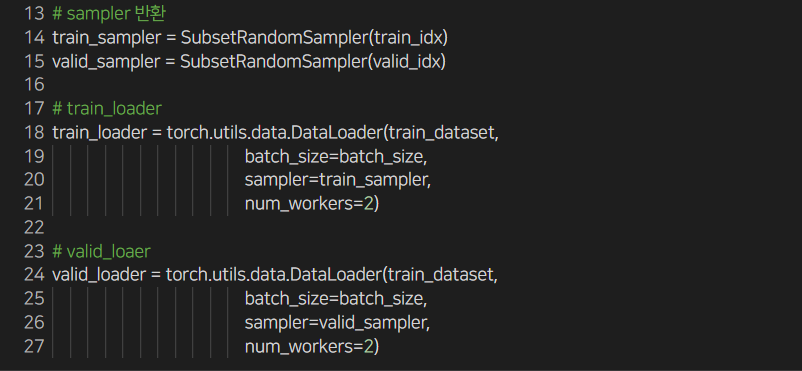 13 # sampler 반환
14 train_sampler = SubsetRandomSampler(train_idx)
15 valid_sampler = SubsetRandomSampler(valid_idx)
16
17 # train_loader
18 train_loader = torch.utils.data.DataLoader(train_dataset,
19 batch_size=batch_size,
20 sampler=train_sampler,
21 num_workers=2)
22
23 # valid_loaer
24 valid_loader = torch.utils.data.DataLoader(train_dataset,
25 batch_size=batch_size,
26 sampler=valid_sampler,
27 num_workers=2)